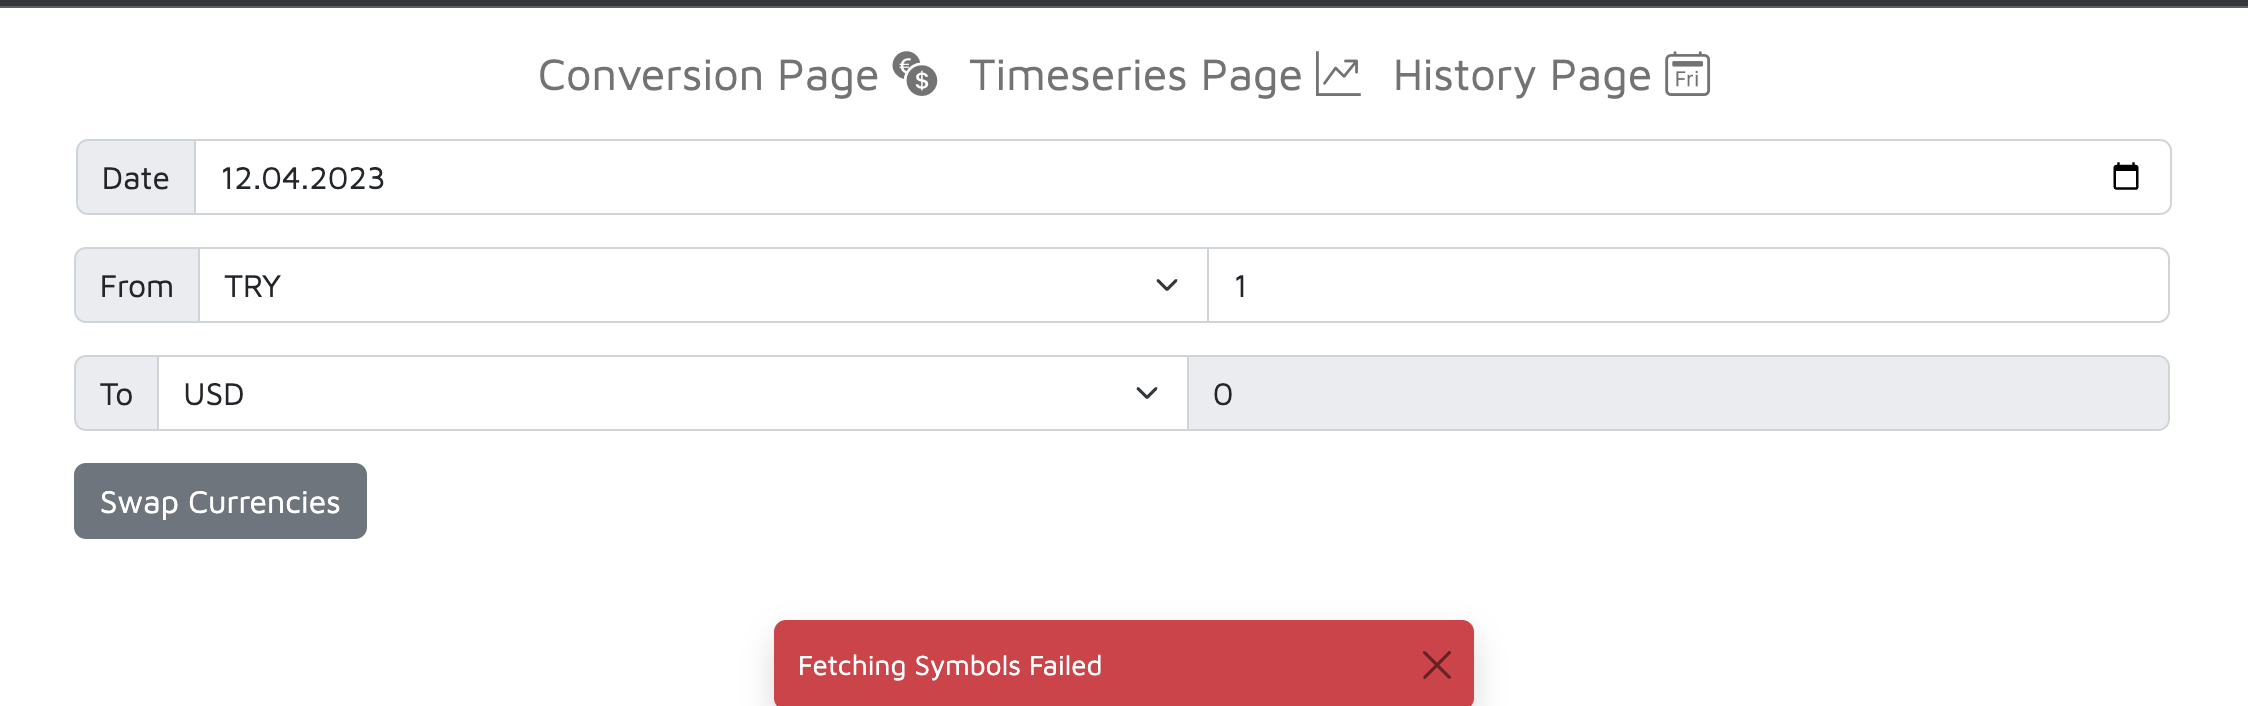 Conversion Page € $ Timeseries Page History Page Fri
Date 12.04.2023
From TRY 1
To USD 0
Swap Currencies
Fetching Symbols Failed